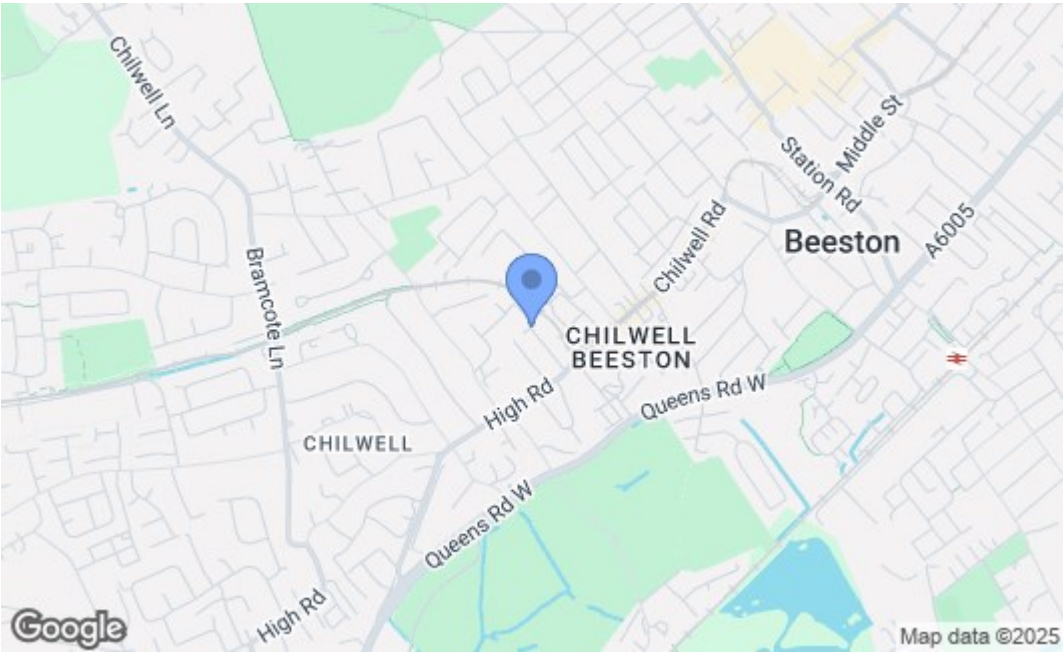 Chilwell Ln
Middle St
Station Rd
A6005
Chilwell Rd
Beeston
Bramcote Ln
CHILWELL
BEESTON
High Rd
Queens Rd W
CHILWELL
Queens Rd W
High Rd
Google
Map data ©2025